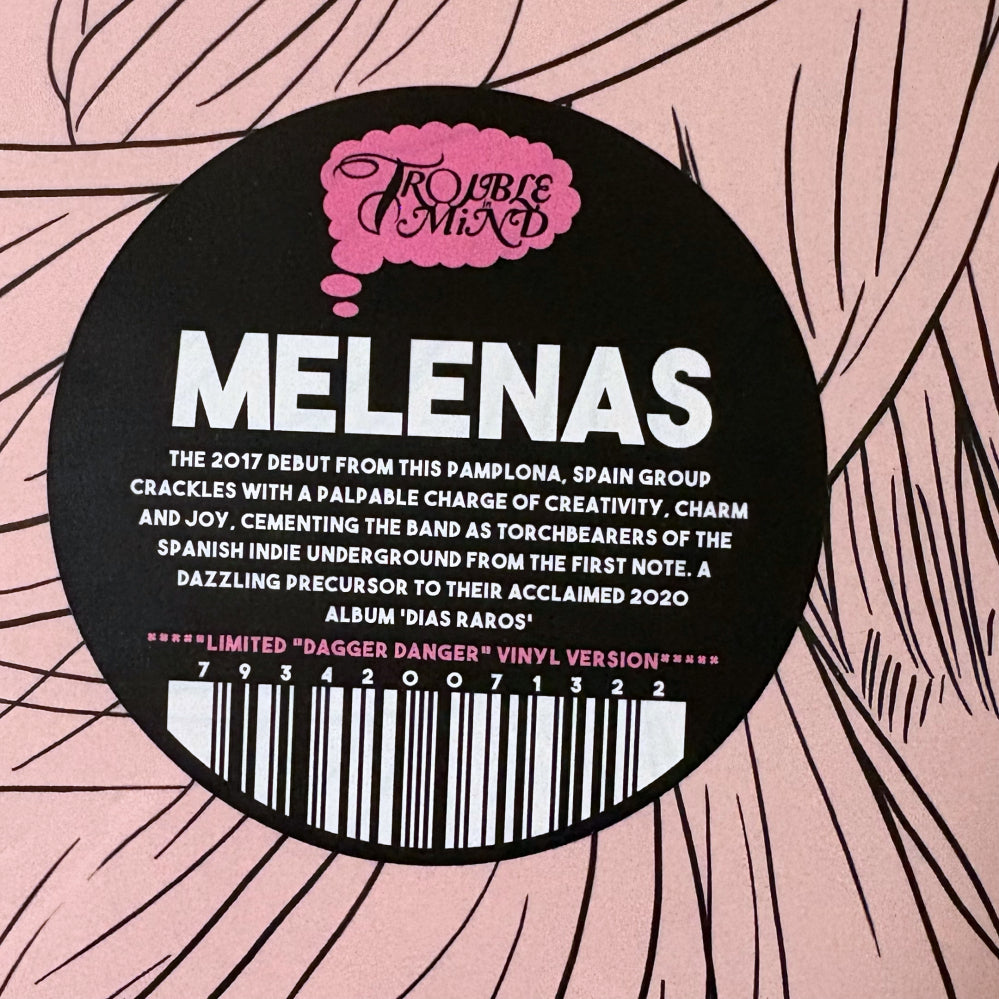 TROUBLE
in
MiND
MELENAS
THE 2017 DEBUT FROM THIS PAMPLONA, SPAIN GROUP
CRACKLES WITH A PALPABLE CHARGE OF CREATIVITY, CHARM
AND JOY, CEMENTING THE BAND AS TORCHBEARERS OF THE
SPANISH INDIE UNDERGROUND FROM THE FIRST NOTE. A
DAZZLING PRECURSOR TO THEIR ACCLAIMED 2020
ALBUM 'DIAS RAROS'
*****LIMITED "DAGGER DANGER" VINYL VERSION*****
7 9 3 4 2 0 0 7 1 3 2 2